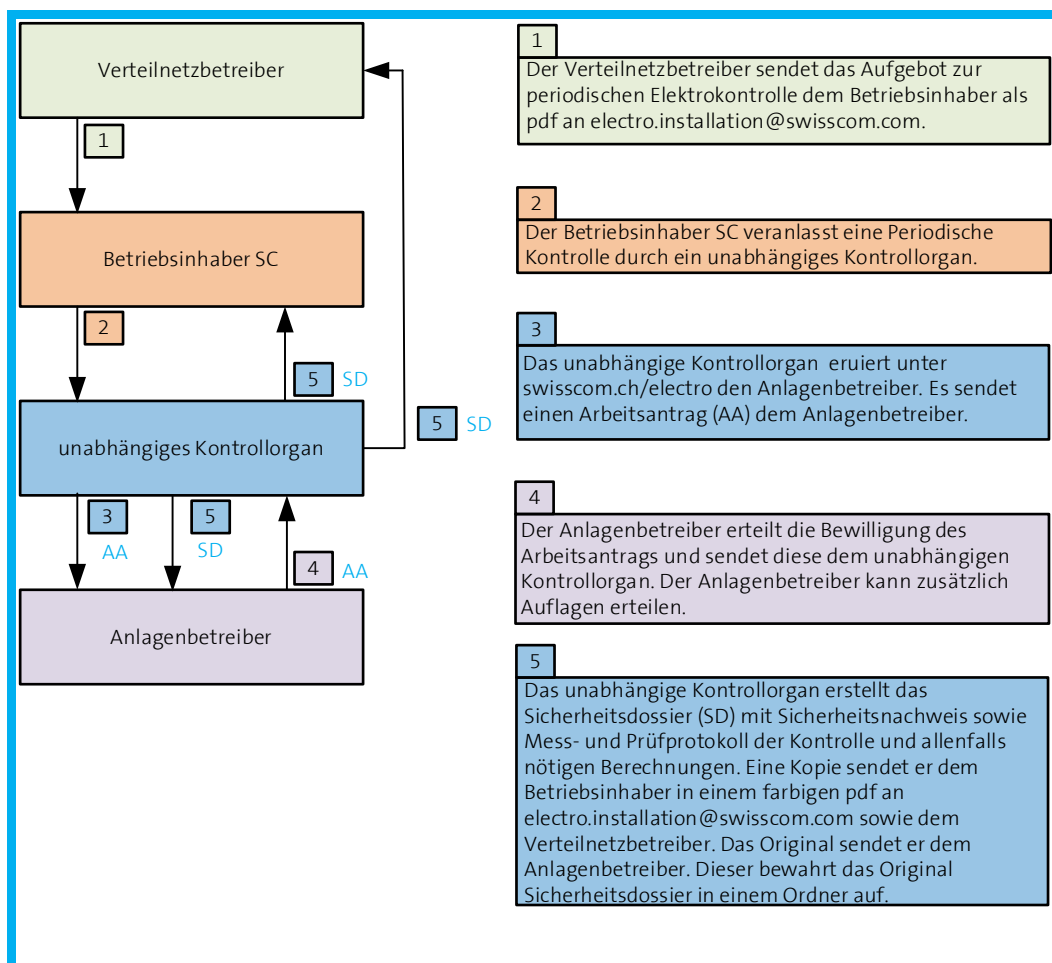 Verteilnetzbetreiber
1
Betriebsinhaber SC
2
5 SD
unabhängiges Kontrollorgan
5 SD
3
AA
5
SD
4 AA
Anlagenbetreiber
1
Der Verteilnetzbetreiber sendet das Aufgebot zur
periodischen Elektrokontrolle dem Betriebsinhaber als
pdf an electro.installation@swisscom.com.
2
Der Betriebsinhaber SC veranlasst eine Periodische
Kontrolle durch ein unabhängiges Kontrollorgan.
3
Das unabhängige Kontrollorgan eruiert unter
swisscom.ch/electro den Anlagenbetreiber. Es sendet
einen Arbeitsantrag (AA) dem Anlagenbetreiber.
4
Der Anlagenbetreiber erteilt die Bewilligung des
Arbeitsantrags und sendet diese dem unabhängigen
Kontrollorgan. Der Anlagenbetreiber kann zusätzlich
Auflagen erteilen.
5
Das unabhängige Kontrollorgan erstellt das
Sicherheitsdossier (SD) mit Sicherheitsnachweis sowie
Mess- und Prüfprotokoll der Kontrolle und allenfalls
nötigen Berechnungen. Eine Kopie sendet er dem
Betriebsinhaber in einem farbigen pdf an
electro.installation@swisscom.com sowie dem
Verteilnetzbetreiber. Das Original sendet er dem
Anlagenbetreiber. Dieser bewahrt das Original
Sicherheitsdossier in einem Ordner auf.